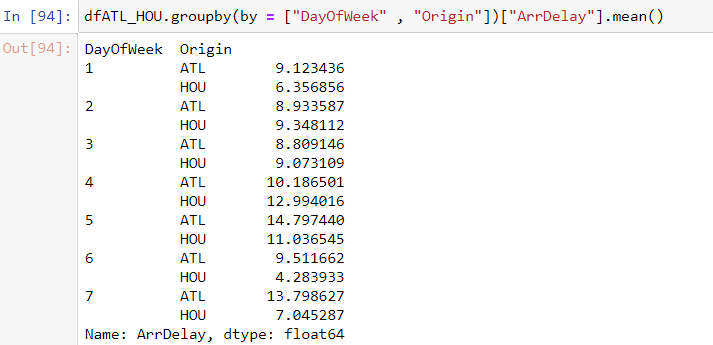 In [94]: dfATL_HOU.groupby(by = ["DayOfWeek" , "Origin"])["ArrDelay"].mean()
Out[94]: DayOfWeek  Origin
1          ATL        9.123436
           HOU        6.356856
2          ATL        8.933587
           HOU        9.348112
3          ATL        8.809146
           HOU        9.073109
4          ATL       10.186501
           HOU       12.994016
5          ATL       14.797440
           HOU       11.036545
6          ATL        9.511662
           HOU        4.283933
7          ATL       13.798627
           HOU        7.045287
Name: ArrDelay, dtype: float64